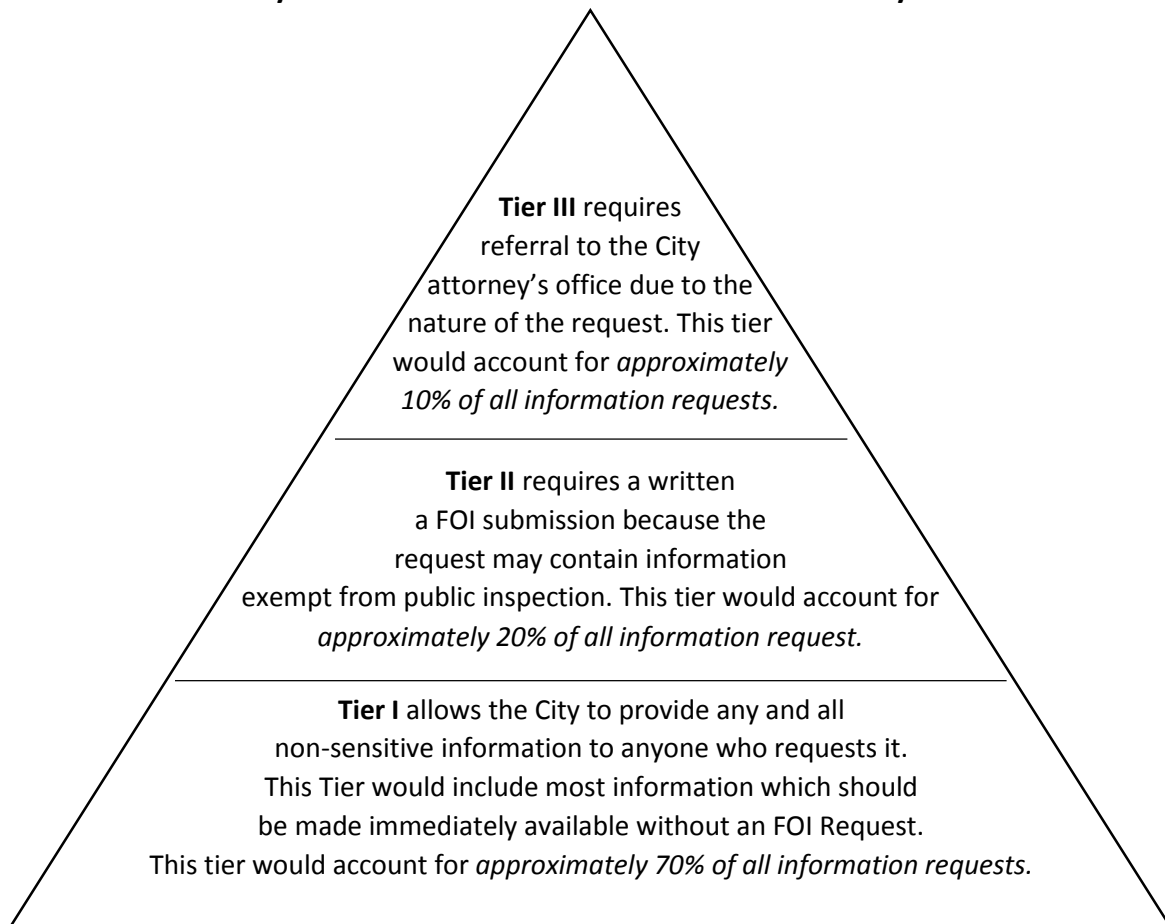 Tier III requires
referral to the City
attorney's office due to the
nature of the request. This tier
would account for approximately
10% of all information requests.
Tier II requires a written
a FOI submission because the
request may contain information
exempt from public inspection. This tier would account for
approximately 20% of all information request.
Tier I allows the City to provide any and all
non-sensitive information to anyone who requests it.
This Tier would include most information which should
be made immediately available without an FOI Request.
This tier would account for approximately 70% of all information requests.